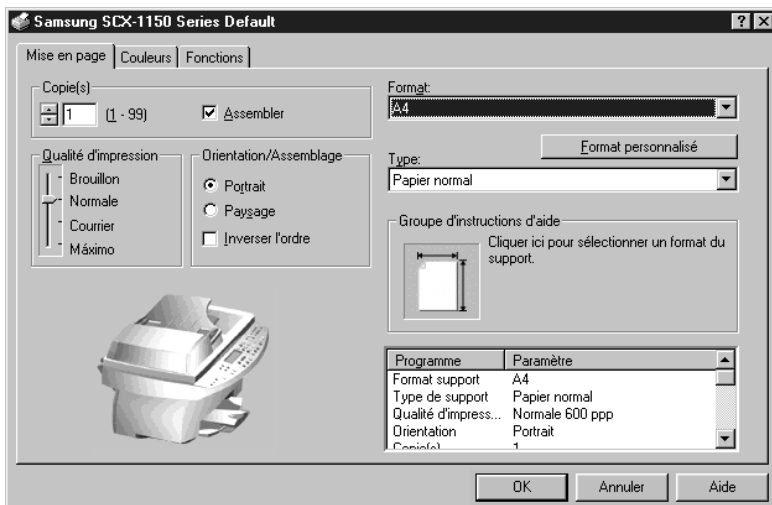 Samsung SCX-1150 Series Default
Mise en page Couleurs Fonctions
Copie(s)
1 (1 - 99) Assembler
Qualité d'impression
Brouillon
Normale
Courrier
Máximo
Orientation/Assemblage
Portrait
Paysage
Inverser l'ordre
Format:
A4
Format personnalisé
Type:
Papier normal
Groupe d'instructions d'aide
Cliquer ici pour sélectionner un format du
support.
Programme Paramètre
Format support A4
Type de support Papier normal
Qualité d'impress... Normale 600 ppp
Orientation Portrait
Copie(s) 1
OK Annuler Aide